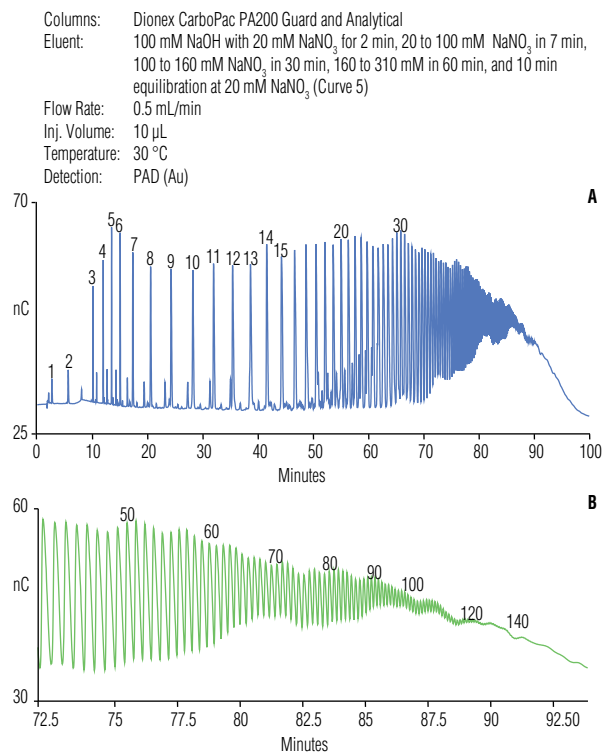 Columns: Dionex CarboPac PA200 Guard and Analytical
Eluent: 100 mM NaOH with 20 mM NaNO₃ for 2 min, 20 to 100 mM NaNO₃ in 7 min,
100 to 160 mM NaNO₃ in 30 min, 160 to 310 mM in 60 min, and 10 min
equilibration at 20 mM NaNO₃ (Curve 5)
Flow Rate: 0.5 mL/min
Inj. Volume: 10 µL
Temperature: 30 °C
Detection: PAD (Au)
A
70
nC
25
1 2 3 4 5 6 7 8 9 10 11 12 13 14 15 20 30
0 10 20 30 40 50 60 70 80 90 100
Minutes
B
60
nC
30
50 60 70 80 90 100 120 140
72.5 75 77.5 80 82.5 85 87.5 90 92.50
Minutes